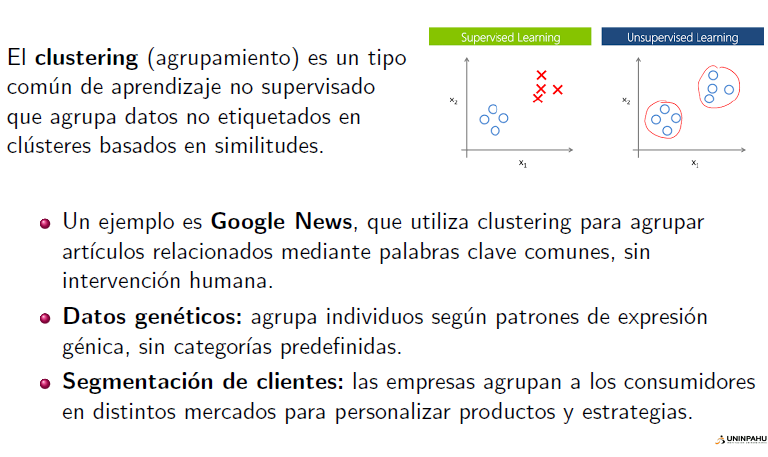 El clustering (agrupamiento) es un tipo
común de aprendizaje no supervisado
que agrupa datos no etiquetados en
clústeres basados en similitudes.
Supervised Learning
x₂
x₁
Unsupervised Learning
x₂
x₁
Un ejemplo es Google News, que utiliza clustering para agrupar
artículos relacionados mediante palabras clave comunes, sin
intervención humana.
Datos genéticos: agrupa individuos según patrones de expresión
génica, sin categorías predefinidas.
Segmentación de clientes: las empresas agrupan a los consumidores
en distintos mercados para personalizar productos y estrategias.
UNINPAHU